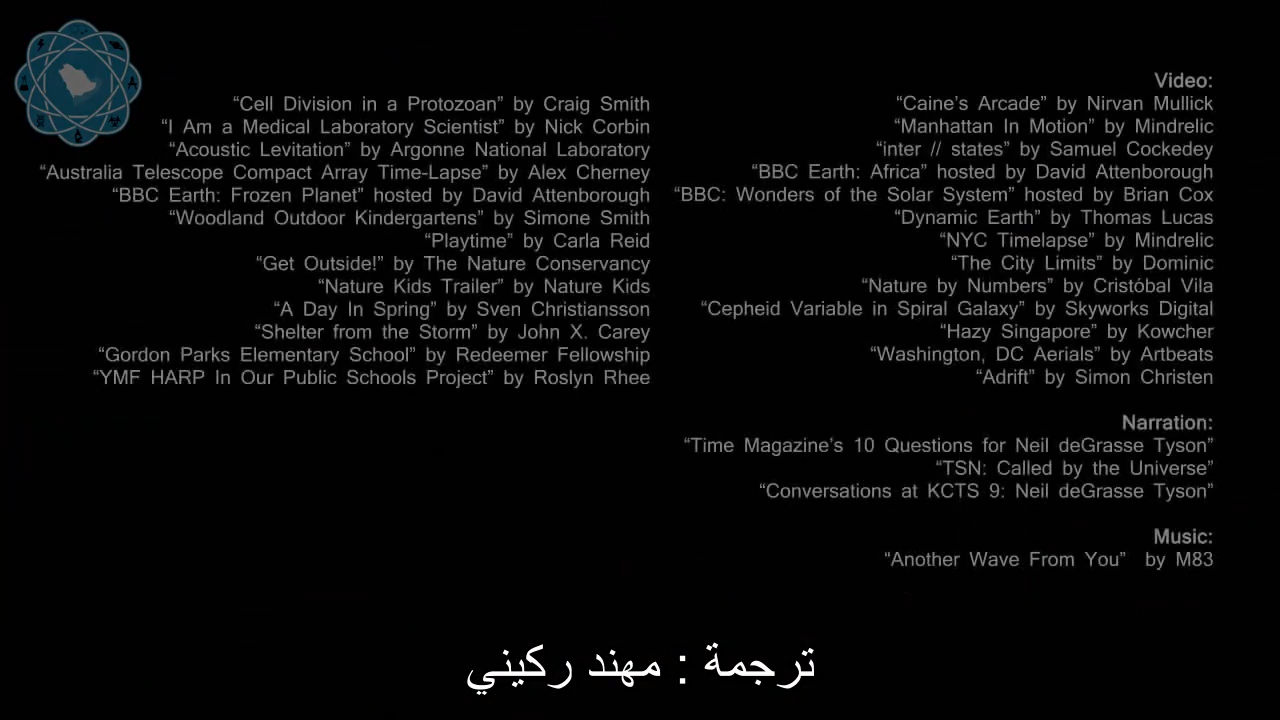 Video:
“Caine’s Arcade” by Nirvan Mullick
“Manhattan In Motion” by Mindrelic
“inter // states” by Samuel Cockedey
“BBC Earth: Africa” hosted by David Attenborough
“BBC: Wonders of the Solar System” hosted by Brian Cox
“Dynamic Earth” by Thomas Lucas
“NYC Timelapse” by Mindrelic
“The City Limits” by Dominic
“Nature by Numbers” by Cristóbal Vila
“Cepheid Variable in Spiral Galaxy” by Skyworks Digital
“Hazy Singapore” by Kowcher
“Washington, DC Aerials” by Artbeats
“Adrift” by Simon Christen
“Cell Division in a Protozoan” by Craig Smith
“I Am a Medical Laboratory Scientist” by Nick Corbin
“Acoustic Levitation” by Argonne National Laboratory
“Australia Telescope Compact Array Time-Lapse” by Alex Cherney
“BBC Earth: Frozen Planet” hosted by David Attenborough
“Woodland Outdoor Kindergartens” by Simone Smith
“Playtime” by Carla Reid
“Get Outside!” by The Nature Conservancy
“Nature Kids Trailer” by Nature Kids
“A Day In Spring” by Sven Christiansson
“Shelter from the Storm” by John X. Carey
“Gordon Parks Elementary School” by Redeemer Fellowship
“YMF HARP In Our Public Schools Project” by Roslyn Rhee
Narration:
“Time Magazine’s 10 Questions for Neil deGrasse Tyson”
“TSN: Called by the Universe”
“Conversations at KCTS 9: Neil deGrasse Tyson”
Music:
“Another Wave From You” by M83
ترجمة : مهند ركيني